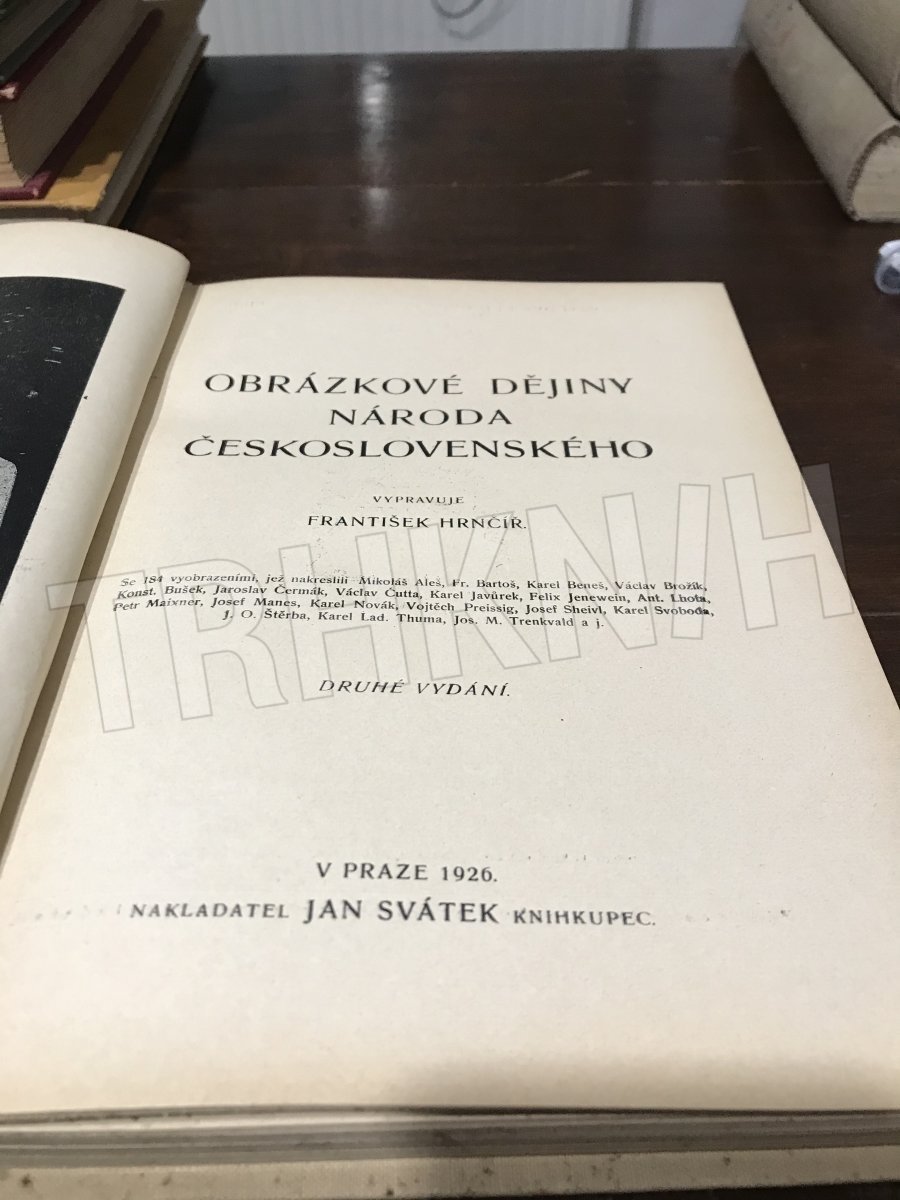 OBRÁZKOVÉ DĚJINY
NÁRODA
ČESKOSLOVENSKÉHO
VYPRAVUJE
FRANTIŠEK HRNČÍŘ.
Se 184 vyobrazeními, jež nakreslili Mikoláš Aleš, Fr. Bartoš, Karel Beneš, Václav Brožík,
Konst. Bušek, Jaroslav Čermák, Václav Čutta, Karel Javůrek, Felix Jenewein, Ant. Lhota,
Petr Maixner, Josef Manes, Karel Novák, Vojtěch Preissig, Josef Sheivl, Karel Svoboda,
J. O. Štěrba, Karel Lad. Thuma, Jos. M. Trenkvald a j.
DRUHÉ VYDÁNÍ.
V PRAZE 1926.
NAKLADATEL JAN SVÁTEK KNIHKUPEC.
TRHKNIH